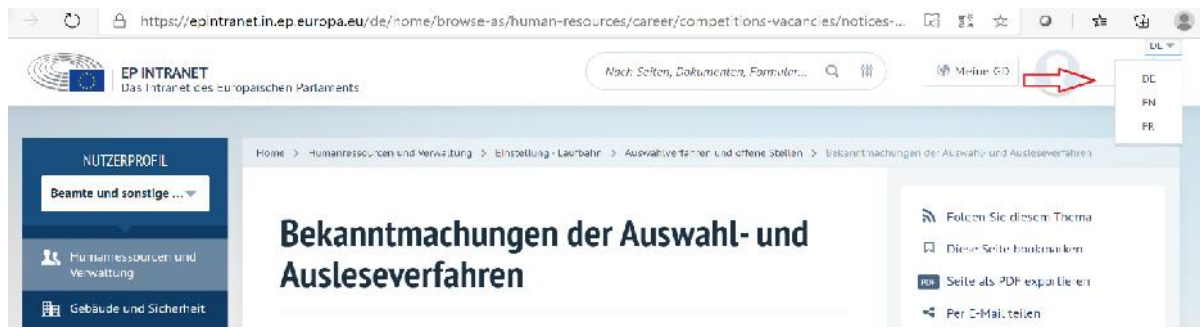 https://epintranet.in.ep.europa.eu/de/home/browse-as/human-resources/career/competitions-vacancies/notices-...
DE
EP INTRANET
Das Intranet des Europäischen Parlaments
Nach Seiten, Dokumenten, Formular...
Meine GD
DE
EN
FR
NUTZERPROFIL
Beamte und sonstige ...
Home > Humanressourcen und Verwaltung > Einstellung - Laufbahn > Auswahlverfahren und offene Stellen > Bekanntmachungen der Auswahl- und Ausleseverfahren
Bekanntmachungen der Auswahl- und
Ausleseverfahren
Humanressourcen und
Verwaltung
Gebäude und Sicherheit
Folgen Sie diesem Thema
Diese Seite bookmarken
PDF Seite als PDF exportieren
Per E-Mail teilen